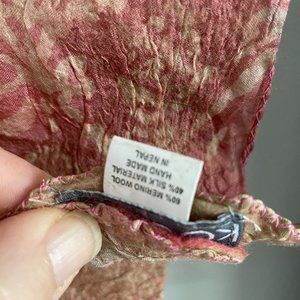 60% MERINO WOOL
40% SILK MATERIAL
HAND MADE
IN NEPAL